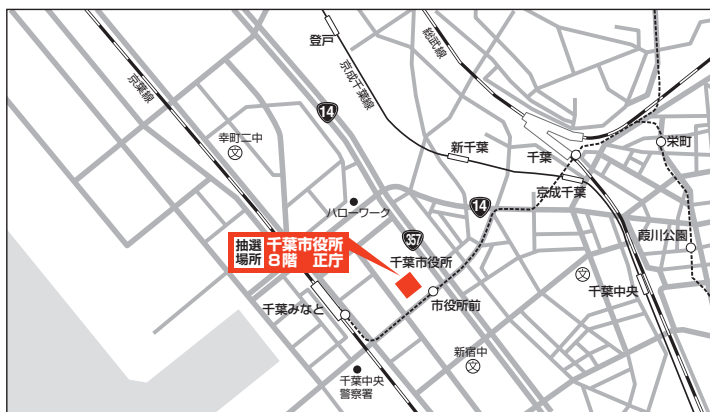 登戸
総武線
京葉線
京成千葉線
14
幸町二中
文
新千葉
千葉
栄町
京成千葉
ハローワーク
14
357
抽選
場所
千葉市役所
8階 正庁
千葉市役所
葭川公園
文
千葉中央
千葉みなと
市役所前
新宿中
文
千葉中央
警察署